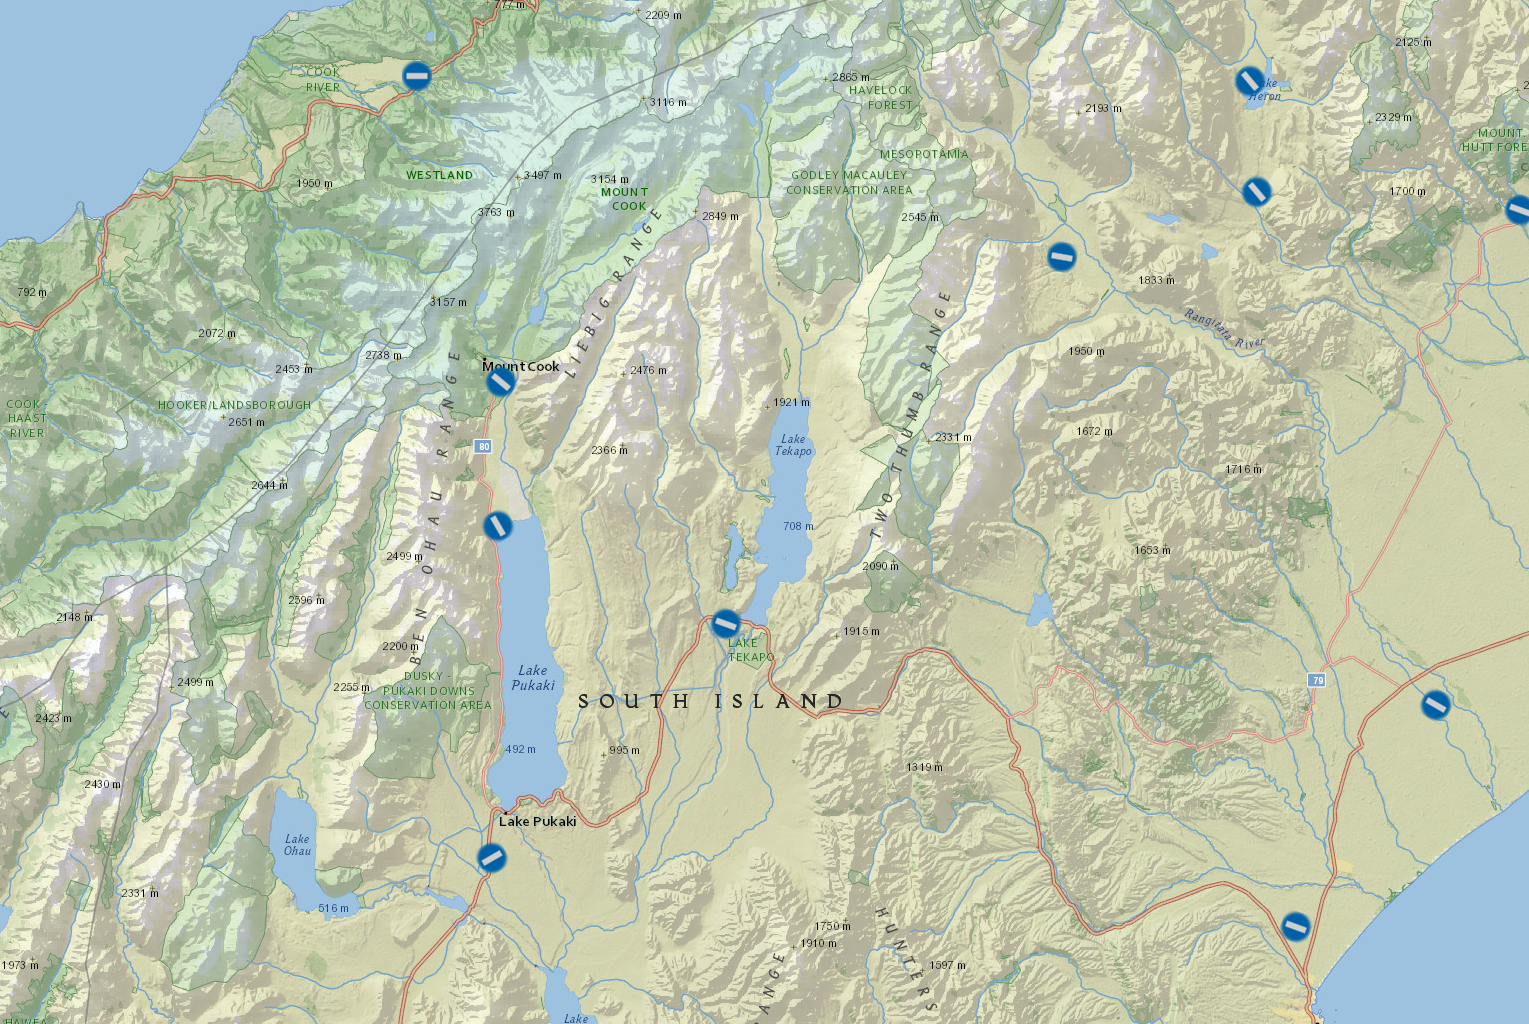 777 m
2209 m
2125 m
COOK
RIVER
2865 m
HAVELOCK
FOREST
3116 m
2193 m
Heron
2329 m
MOUNT
MESOPOTAMIA
1950 m
WESTLAND
3497 m
3154 m
MOUNT
COOK
GODLEY MACAULEY
CONSERVATION AREA
1700 m
3763 m
2849 m
2545 m
792 m
3157 m
1833 m
LIEBIG RANGE
Rangitata River
2072 m
2738 m
2453 m
Mount Cook
1950 m
2476 m
COOK -
HAAST
RIVER
HOOKER/LANDSBOROUGH
2651 m
1921 m
TWO THUMB RANGE
BEN OHAU RANGE
80
2366 m
Lake
Tekapo
2331 m
1672 m
1716 m
2644 m
708 m
2499 m
1653 m
2090 m
2596 m
2148 m
1915 m
LAKE
TEKAPO
2200 m
2499 m
2255 m
DUSKY -
PUKAKI DOWNS
CONSERVATION AREA
Lake
Pukaki
SOUTH ISLAND
79
2423 m
492 m
995 m
1319 m
2430 m
Lake Pukaki
Lake
Ohau
2331 m
516 m
1750 m
1910 m
HUNTERS
1597 m
1973 m
ANGE
Lake